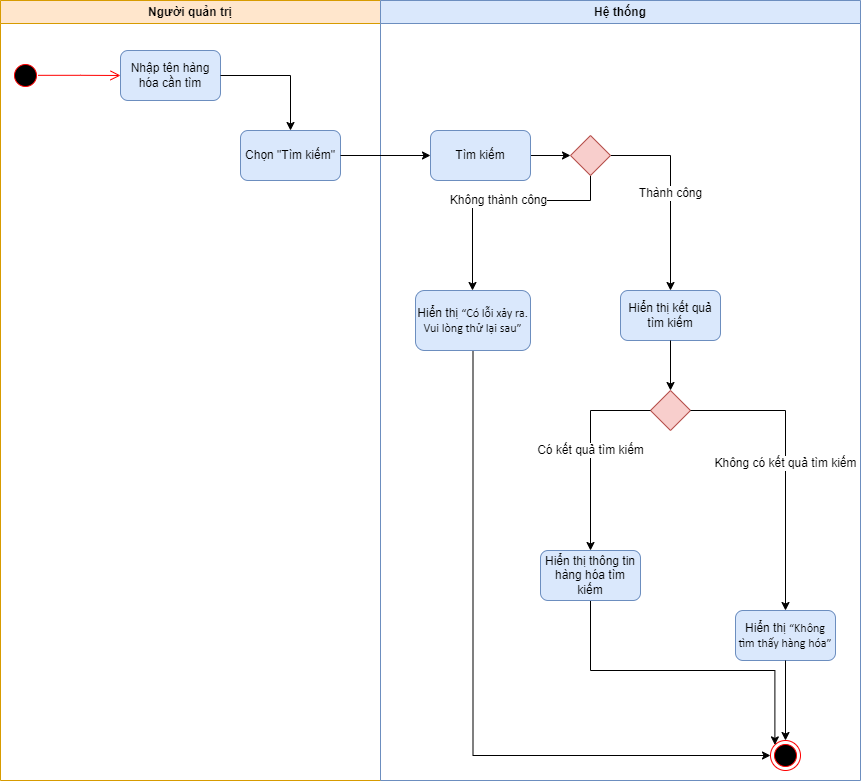 Người quản trị
Hệ thống
Nhập tên hàng
hóa cần tìm
Chọn "Tìm kiếm"
Tìm kiếm
Không thành công
Thành công
Hiển thị “Có lỗi xảy ra.
Vui lòng thử lại sau”
Hiển thị kết quả
tìm kiếm
Có kết quả tìm kiếm
Không có kết quả tìm kiếm
Hiển thị thông tin
hàng hóa tìm
kiếm
Hiển thị “Không
tìm thấy hàng hóa”